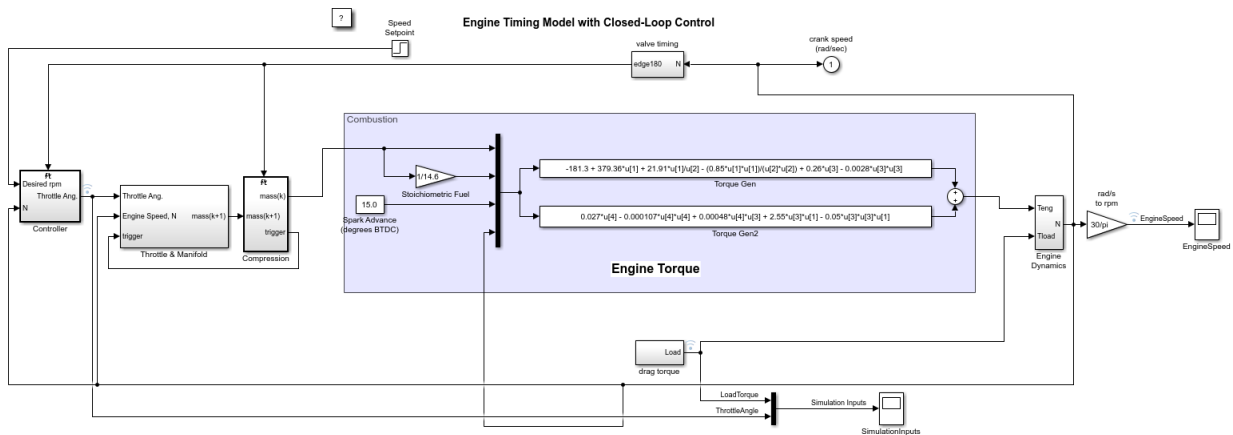 ?
Engine Timing Model with Closed-Loop Control
Speed
Setpoint
crank speed
(rad/sec)
1
valve timing
edge180
N
Combustion
Desired rpm
Throttle Ang.
N
Controller
Throttle Ang.
Engine Speed, N
mass(k+1)
trigger
Throttle & Manifold
mass(k)
mass(k+1)
trigger
Compression
1/14.6
Stoichiometric Fuel
15.0
Spark Advance
(degrees BTDC)
-181.3 + 379.36*u[1] + 21.91*u[1]/u[2] - (0.85*u[1]*u[1])/(u[2]*u[2]) + 0.26*u[3] - 0.0028*u[3]*u[3]
Torque Gen
0.027*u[4] - 0.000107*u[4]*u[4] + 0.00048*u[4]*u[3] + 2.55*u[3]*u[1] - 0.05*u[3]*u[3]*u[1]
Torque Gen2
+
+
Engine Torque
Teng
N
Tload
Engine
Dynamics
rad/s
to rpm
30/pi
EngineSpeed
EngineSpeed
Load
drag torque
LoadTorque
ThrottleAngle
Simulation Inputs
SimulationInputs